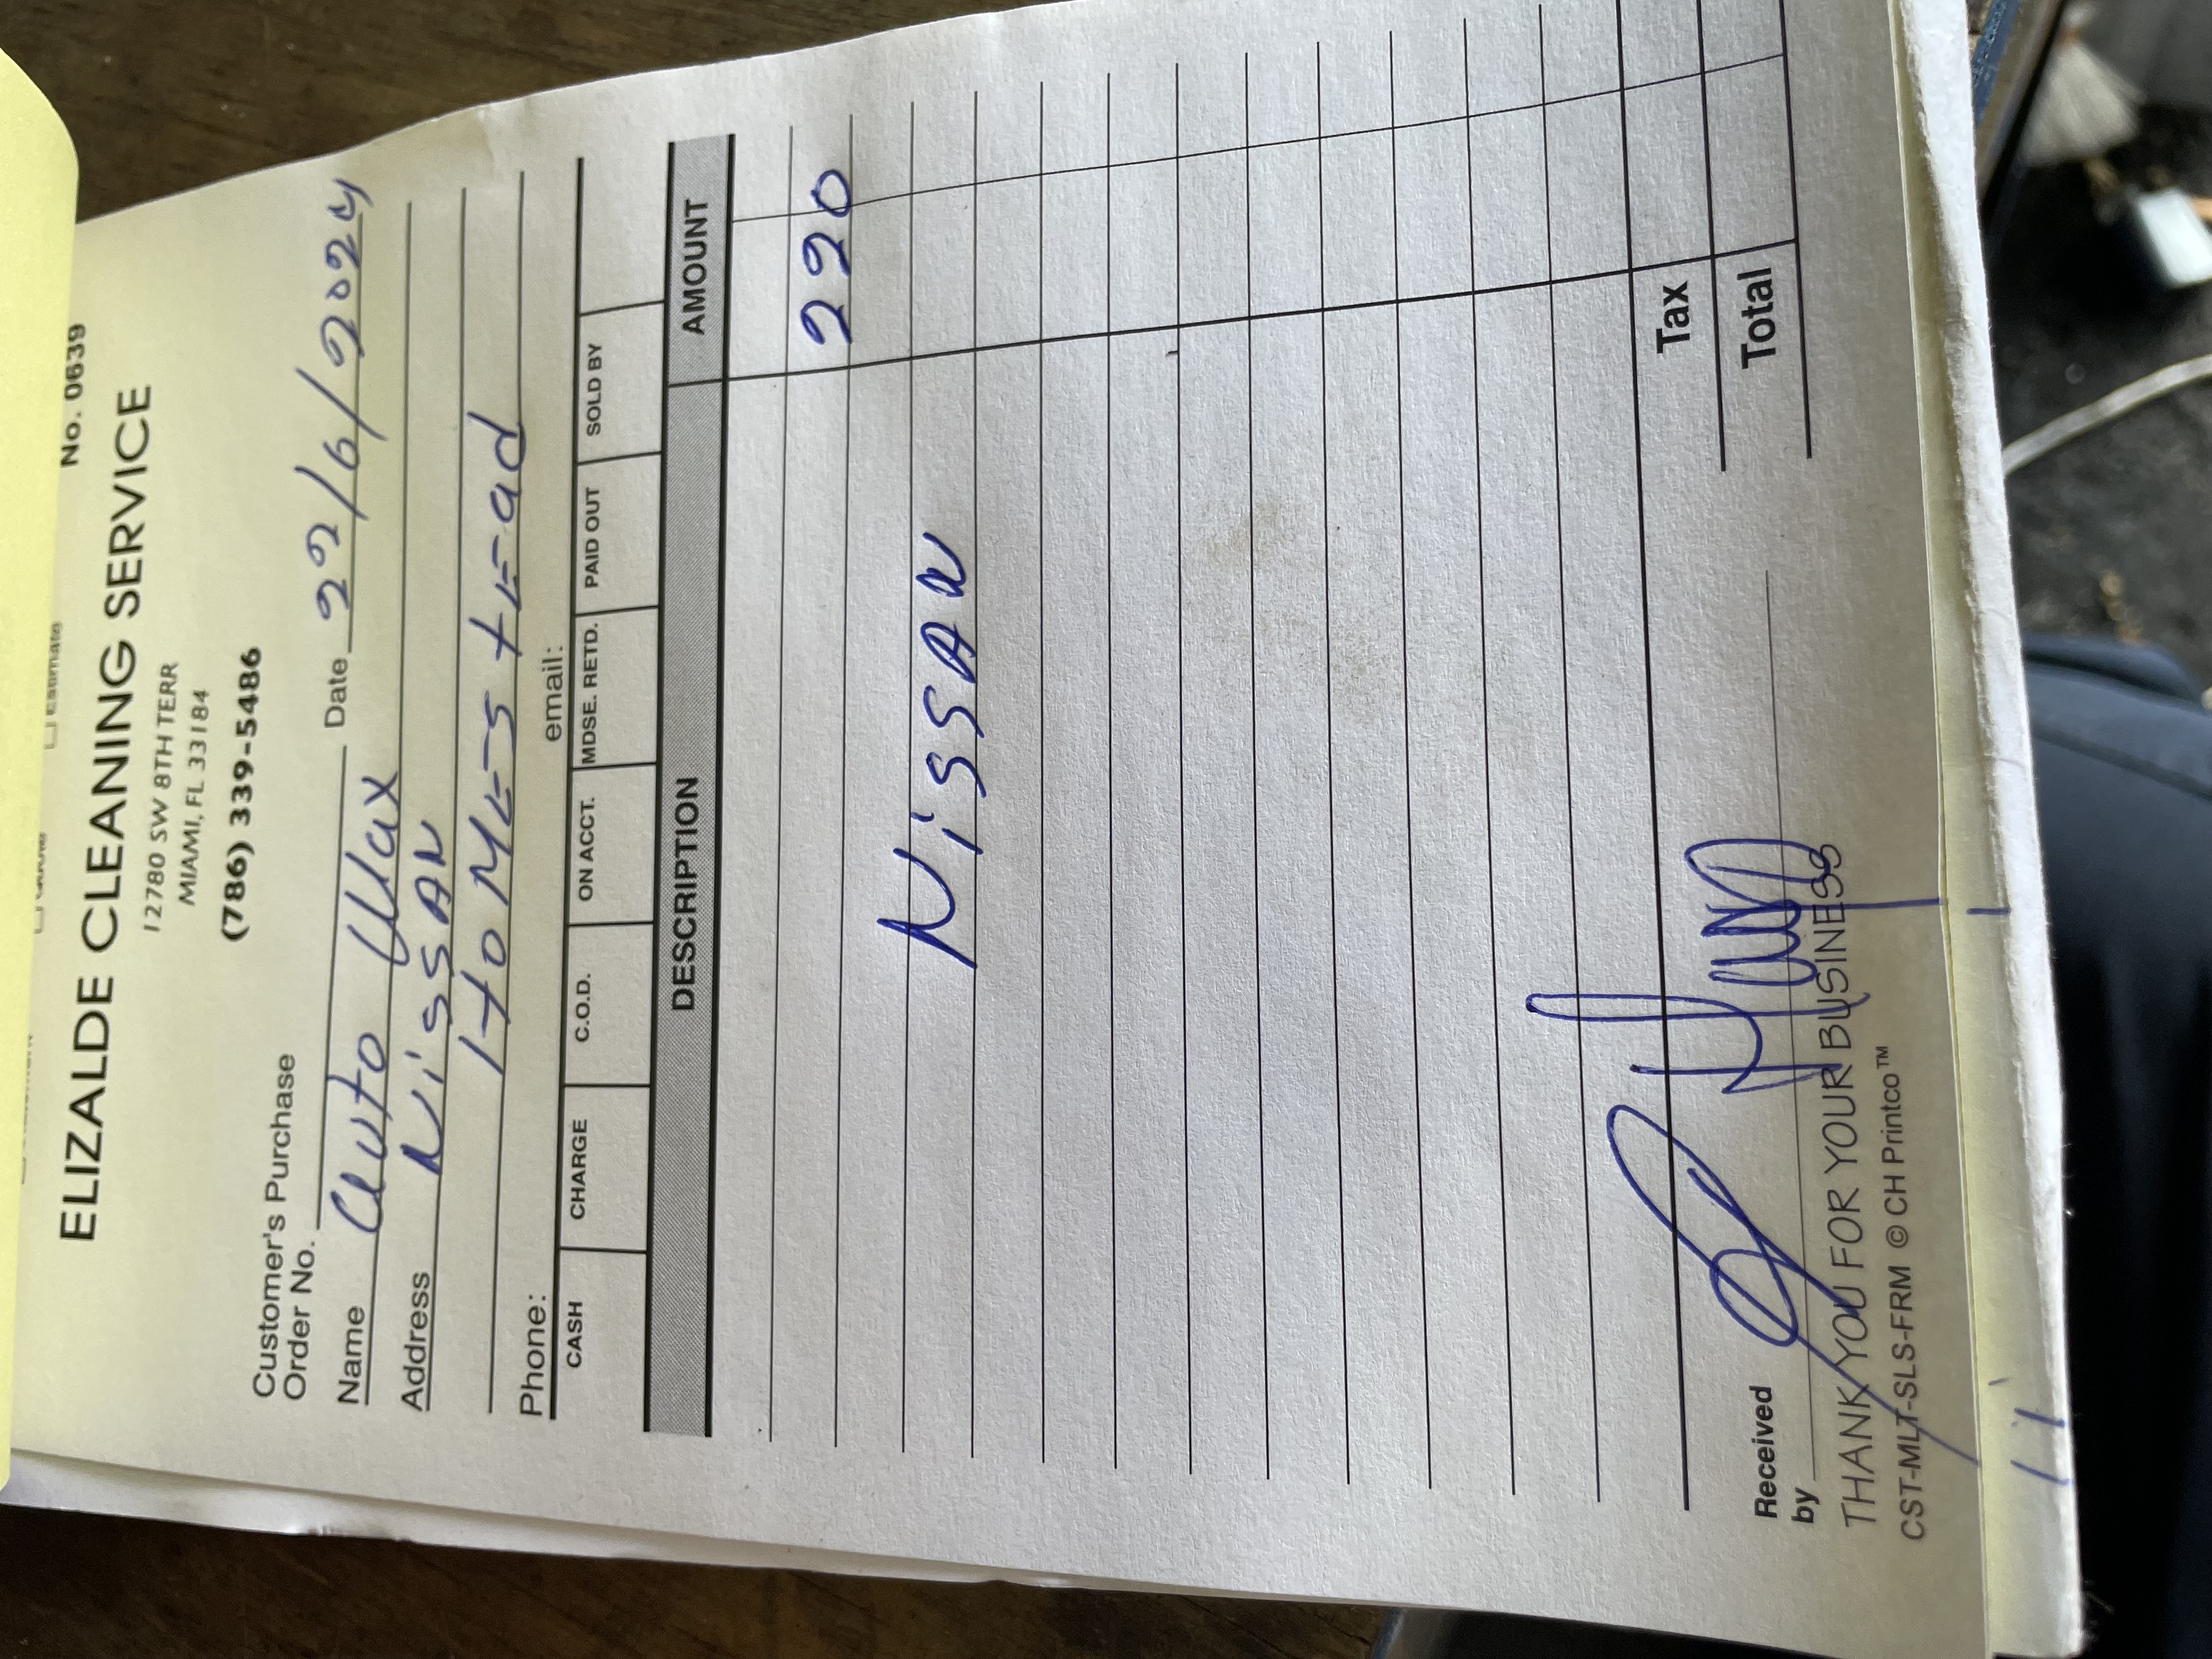 No. 0639
ELIZALDE CLEANING SERVICE
12780 SW 8TH TERR
MIAMI, FL 33184
(786) 339-5486
Customer's Purchase
Order No.
Date 22/6/2024
Name Auto Max
Address Nissan
HoMEstEad
Phone: email:
CASH CHARGE C.O.D. ON ACCT. MDSE. RETD. PAID OUT SOLD BY
DESCRIPTION AMOUNT
220
NissAN
Tax
Received
by
Total
THANK YOU FOR YOUR BUSINESS
CST-MLT-SLS-FRM © CH Printco™